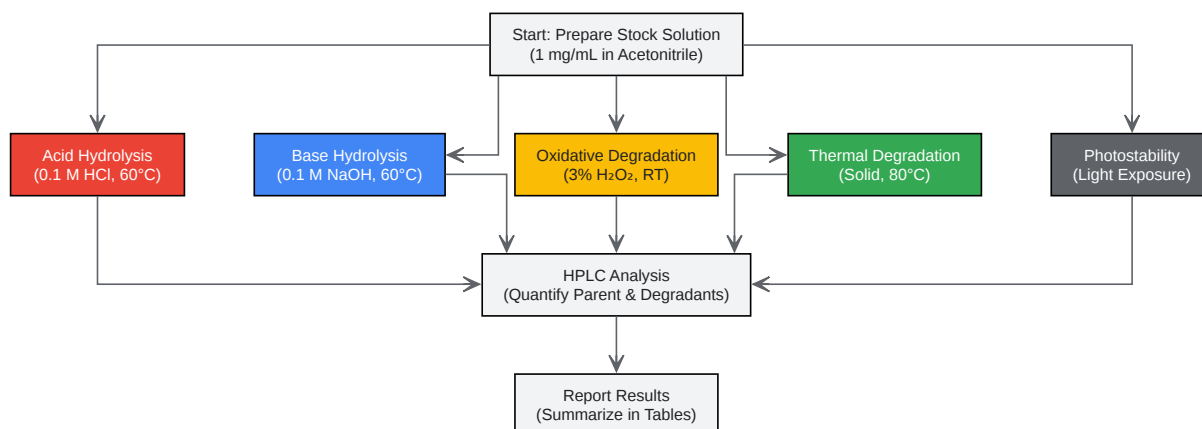 Start: Prepare Stock Solution
(1 mg/mL in Acetonitrile)
Acid Hydrolysis
(0.1 M HCl, 60°C)
Base Hydrolysis
(0.1 M NaOH, 60°C)
Oxidative Degradation
(3% H₂O₂, RT)
Thermal Degradation
(Solid, 80°C)
Photostability
(Light Exposure)
HPLC Analysis
(Quantify Parent & Degradants)
Report Results
(Summarize in Tables)